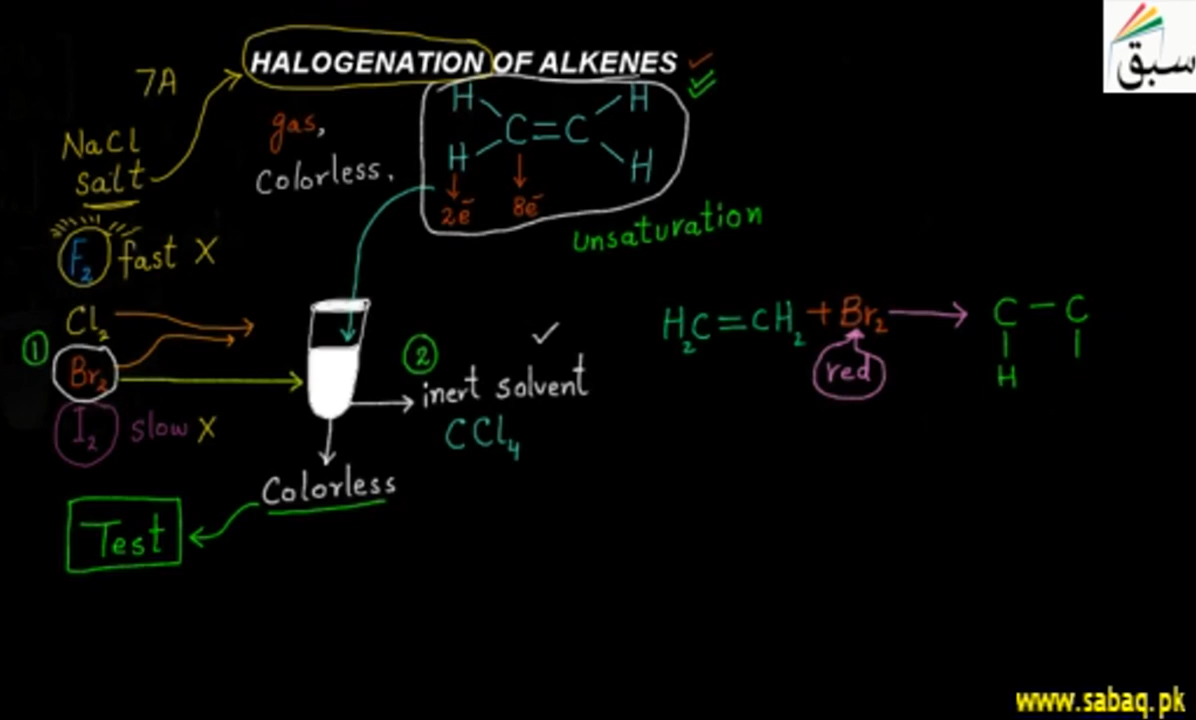 سبق
HALOGENATION OF ALKENES
7A
NaCl
salt
gas,
Colorless.
H H
C=C
H H
2e⁻ 8e⁻
unsaturation
F₂ fast X
Cl₂
① Br₂
I₂ slow X
② inert solvent
CCl₄
Colorless
Test
H₂C=CH₂ + Br₂ → C-C
red
H
www.sabaq.pk